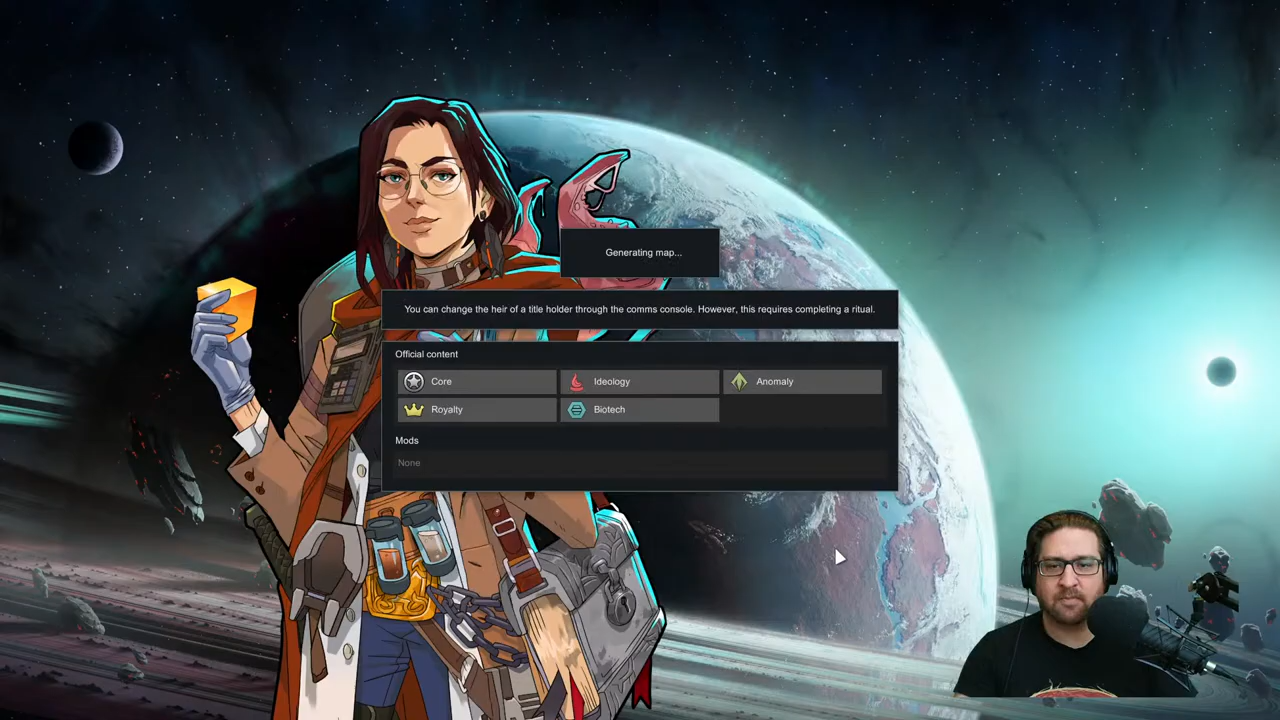 Generating map...
You can change the heir of a title holder through the comms console. However, this requires completing a ritual.
Official content
Core
Ideology
Anomaly
Royalty
Biotech
Mods
None